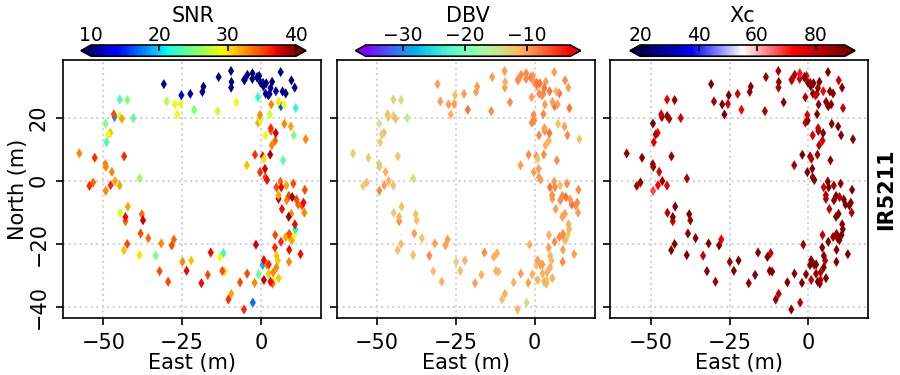 SNR DBV Xc
10 20 30 40 −30 −20 −10 20 40 60 80
North (m)
20
0
−20
−40
−50 −25 0 −50 −25 0 −50 −25 0
East (m) East (m) East (m)
IR5211